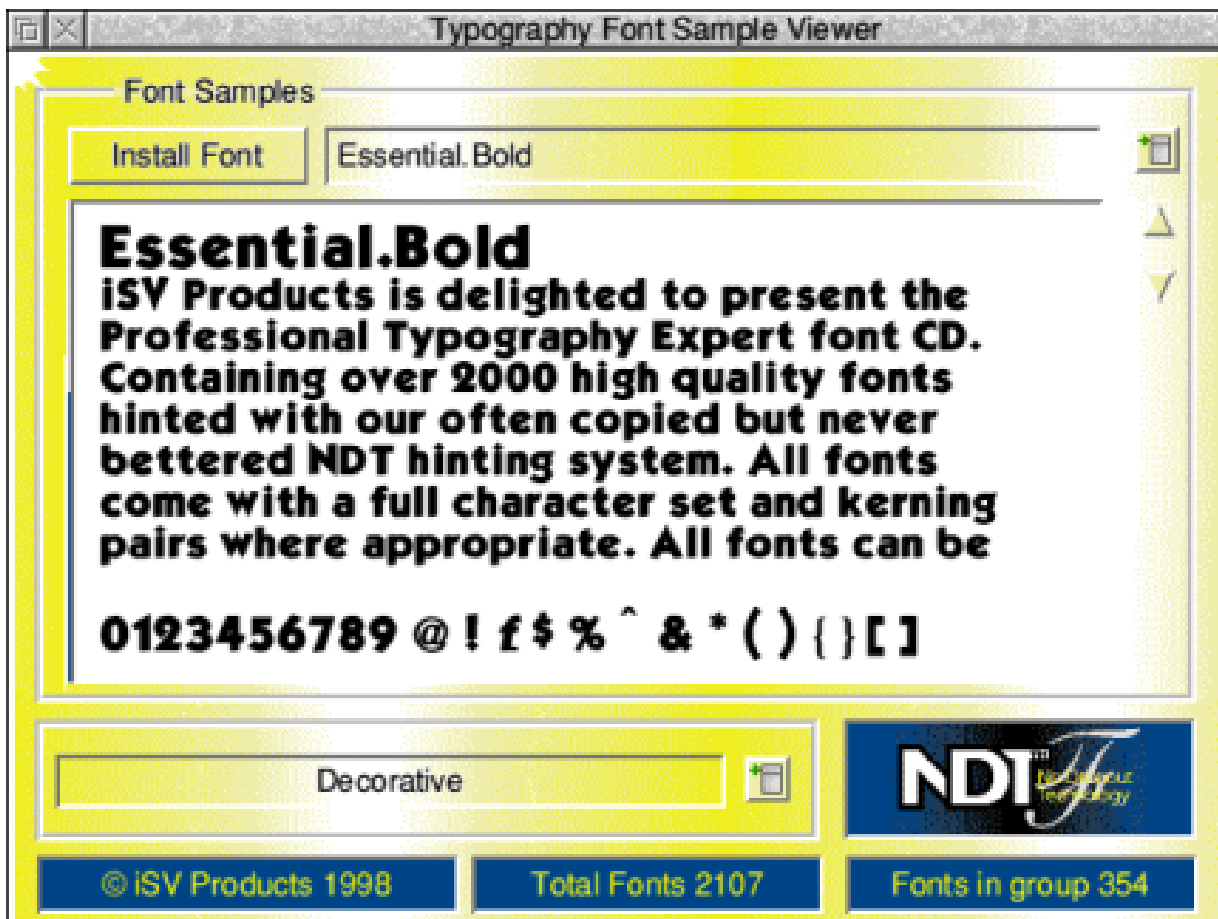 Typography Font Sample Viewer
Font Samples
Install Font
Essential.Bold
Essential.Bold
iSV Products is delighted to present the
Professional Typography Expert font CD.
Containing over 2000 high quality fonts
hinted with our often copied but never
bettered NDT hinting system. All fonts
come with a full character set and kerning
pairs where appropriate. All fonts can be
0123456789 @ ! £ $ % ^ & * ( ) { } [ ]
Decorative
NDT
Technology
© iSV Products 1998
Total Fonts 2107
Fonts in group 354